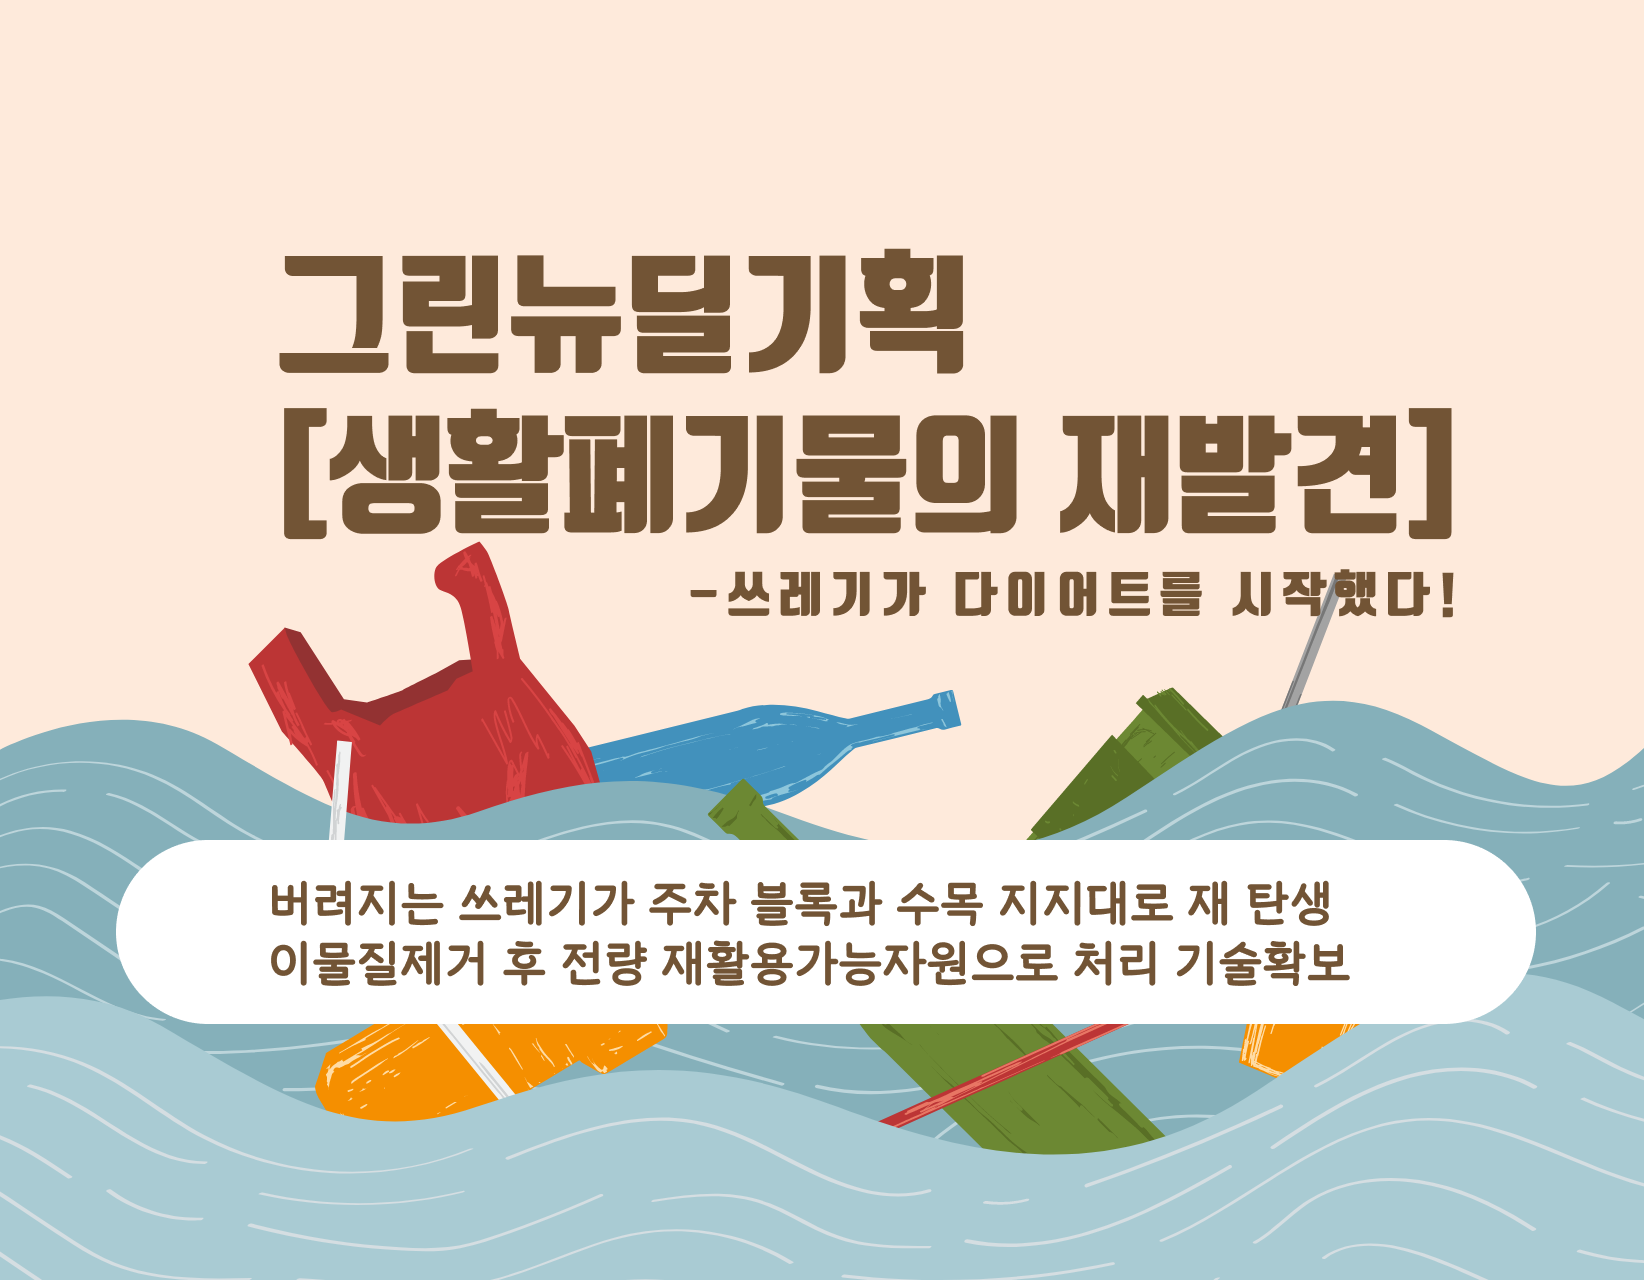 그린뉴딜기획
[생활폐기물의 재발견]
-쓰레기가 다이어트를 시작했다!
버려지는 쓰레기가 주차 블록과 수목 지지대로 재 탄생
이물질제거 후 전량 재활용가능자원으로 처리 기술확보